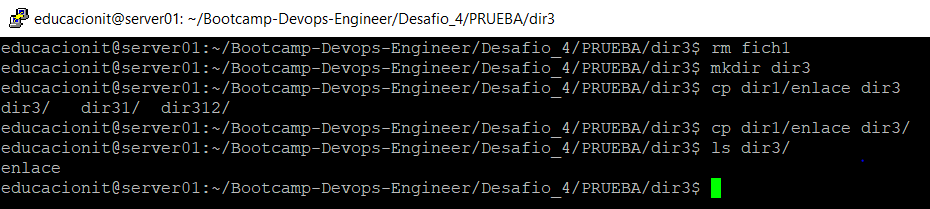 educacionit@server01: ~/Bootcamp-Devops-Engineer/Desafio_4/PRUEBA/dir3
educacionit@server01:~/Bootcamp-Devops-Engineer/Desafio_4/PRUEBA/dir3$ rm fich1
educacionit@server01:~/Bootcamp-Devops-Engineer/Desafio_4/PRUEBA/dir3$ mkdir dir3
educacionit@server01:~/Bootcamp-Devops-Engineer/Desafio_4/PRUEBA/dir3$ cp dir1/enlace dir3
dir3/   dir31/  dir312/
educacionit@server01:~/Bootcamp-Devops-Engineer/Desafio_4/PRUEBA/dir3$ cp dir1/enlace dir3/
educacionit@server01:~/Bootcamp-Devops-Engineer/Desafio_4/PRUEBA/dir3$ ls dir3/
enlace
educacionit@server01:~/Bootcamp-Devops-Engineer/Desafio_4/PRUEBA/dir3$